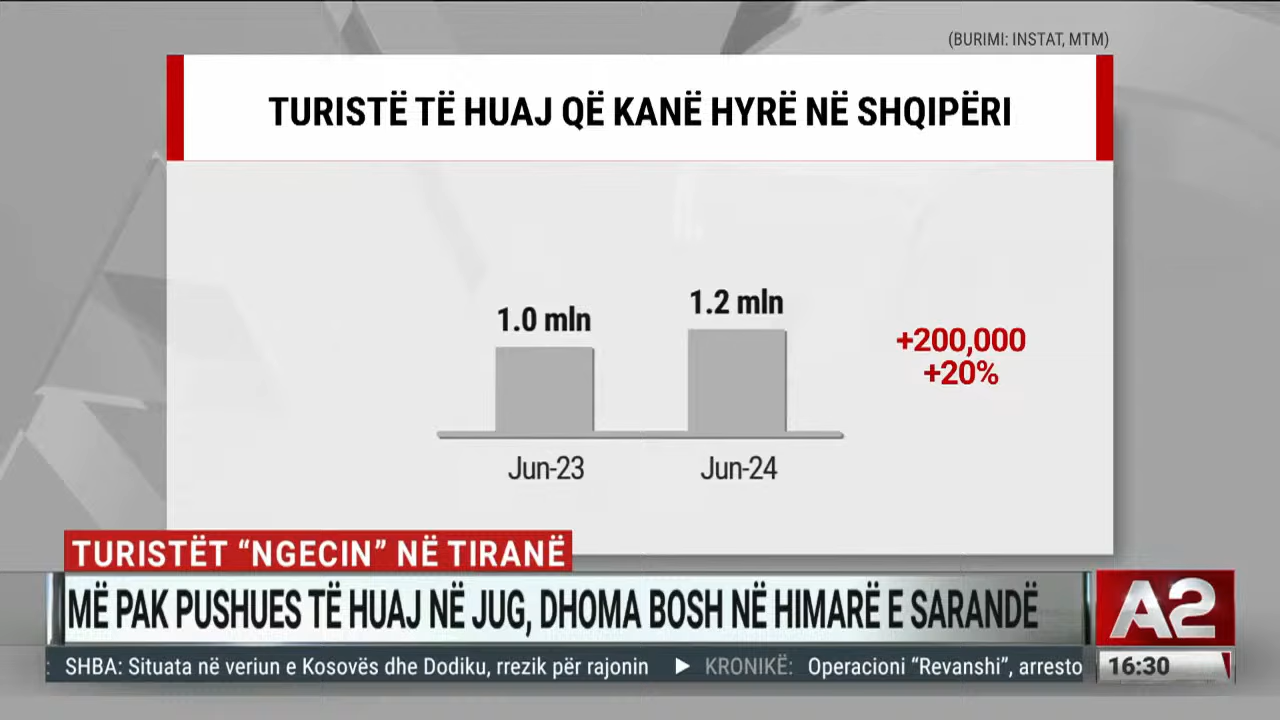 (BURIMI: INSTAT, MTM)
TURISTË TË HUAJ QË KANË HYRË NË SHQIPËRI
1.0 mln
1.2 mln
+200,000
+20%
Jun-23
Jun-24
TURISTËT “NGECIN” NË TIRANË
MË PAK PUSHUES TË HUAJ NË JUG, DHOMA BOSH NË HIMARË E SARANDË
A2
: SHBA: Situata në veriun e Kosovës dhe Dodiku, rrezik për rajonin ▶ KRONIKË: Operacioni “Revanshi”, arresto
16:30